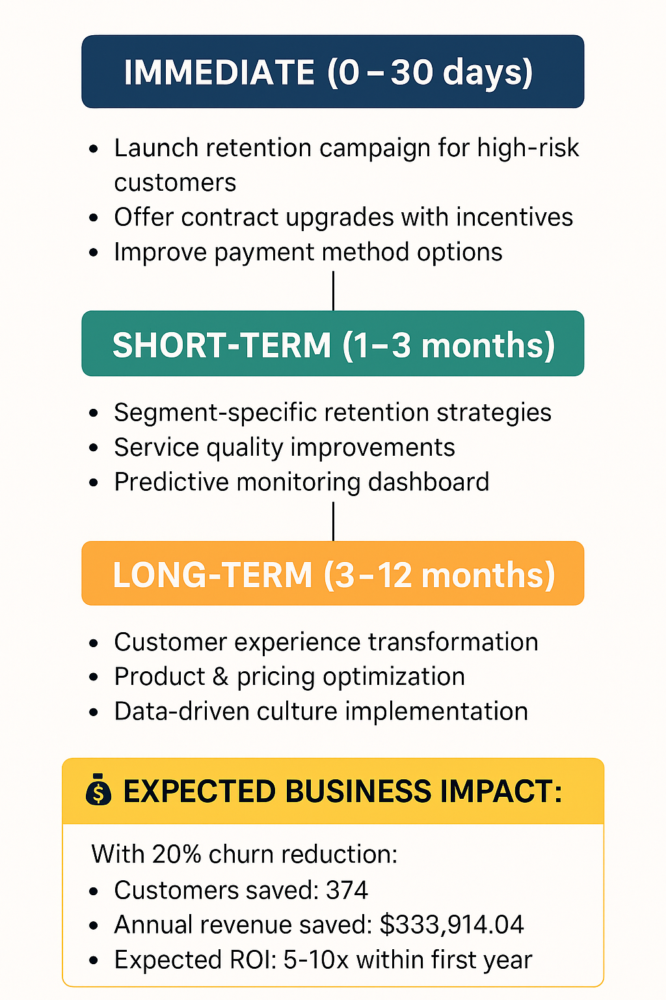 IMMEDIATE (0–30 days)
• Launch retention campaign for high-risk
customers
• Offer contract upgrades with incentives
• Improve payment method options
SHORT-TERM (1–3 months)
• Segment-specific retention strategies
• Service quality improvements
• Predictive monitoring dashboard
LONG-TERM (3–12 months)
• Customer experience transformation
• Product & pricing optimization
• Data-driven culture implementation
$ EXPECTED BUSINESS IMPACT:
With 20% churn reduction:
• Customers saved: 374
• Annual revenue saved: $333,914.04
• Expected ROI: 5-10x within first year